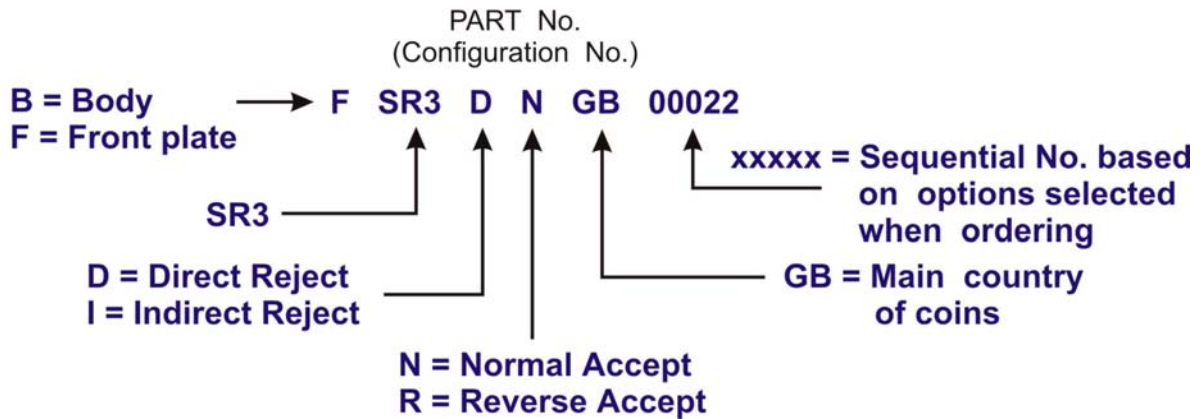 PART No.
(Configuration No.)
B = Body
F = Front plate
F SR3 D N GB 00022
xxxxx = Sequential No. based
on options selected
when ordering
SR3
D = Direct Reject
I = Indirect Reject
GB = Main country
of coins
N = Normal Accept
R = Reverse Accept